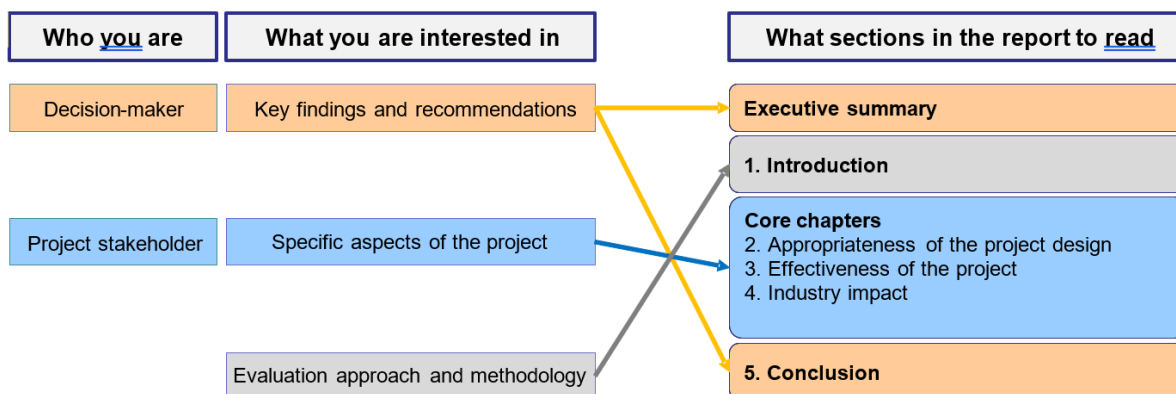 Who you are
What you are interested in
What sections in the report to read
Decision-maker
Key findings and recommendations
Executive summary
1. Introduction
Project stakeholder
Specific aspects of the project
Core chapters
2. Appropriateness of the project design
3. Effectiveness of the project
4. Industry impact
Evaluation approach and methodology
5. Conclusion